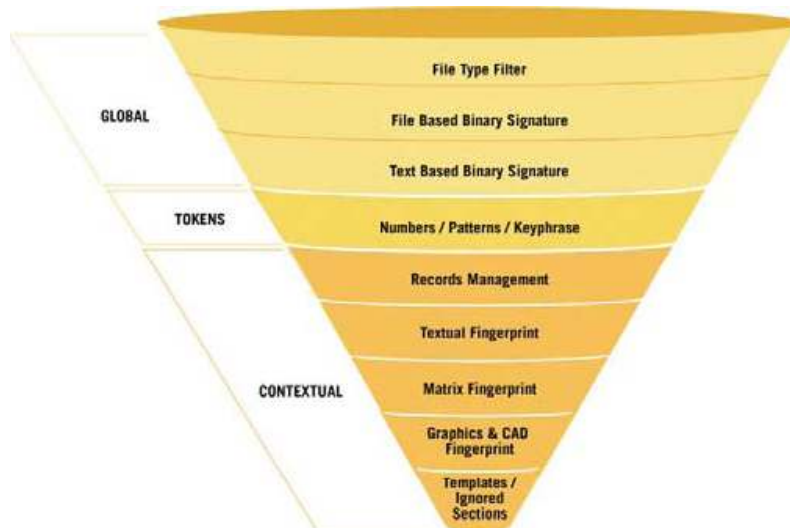 File Type Filter
GLOBAL
File Based Binary Signature
Text Based Binary Signature
TOKENS
Numbers / Patterns / Keyphrase
Records Management
Textual Fingerprint
CONTEXTUAL
Matrix Fingerprint
Graphics & CAD
Fingerprint
Templates /
Ignored
Sections